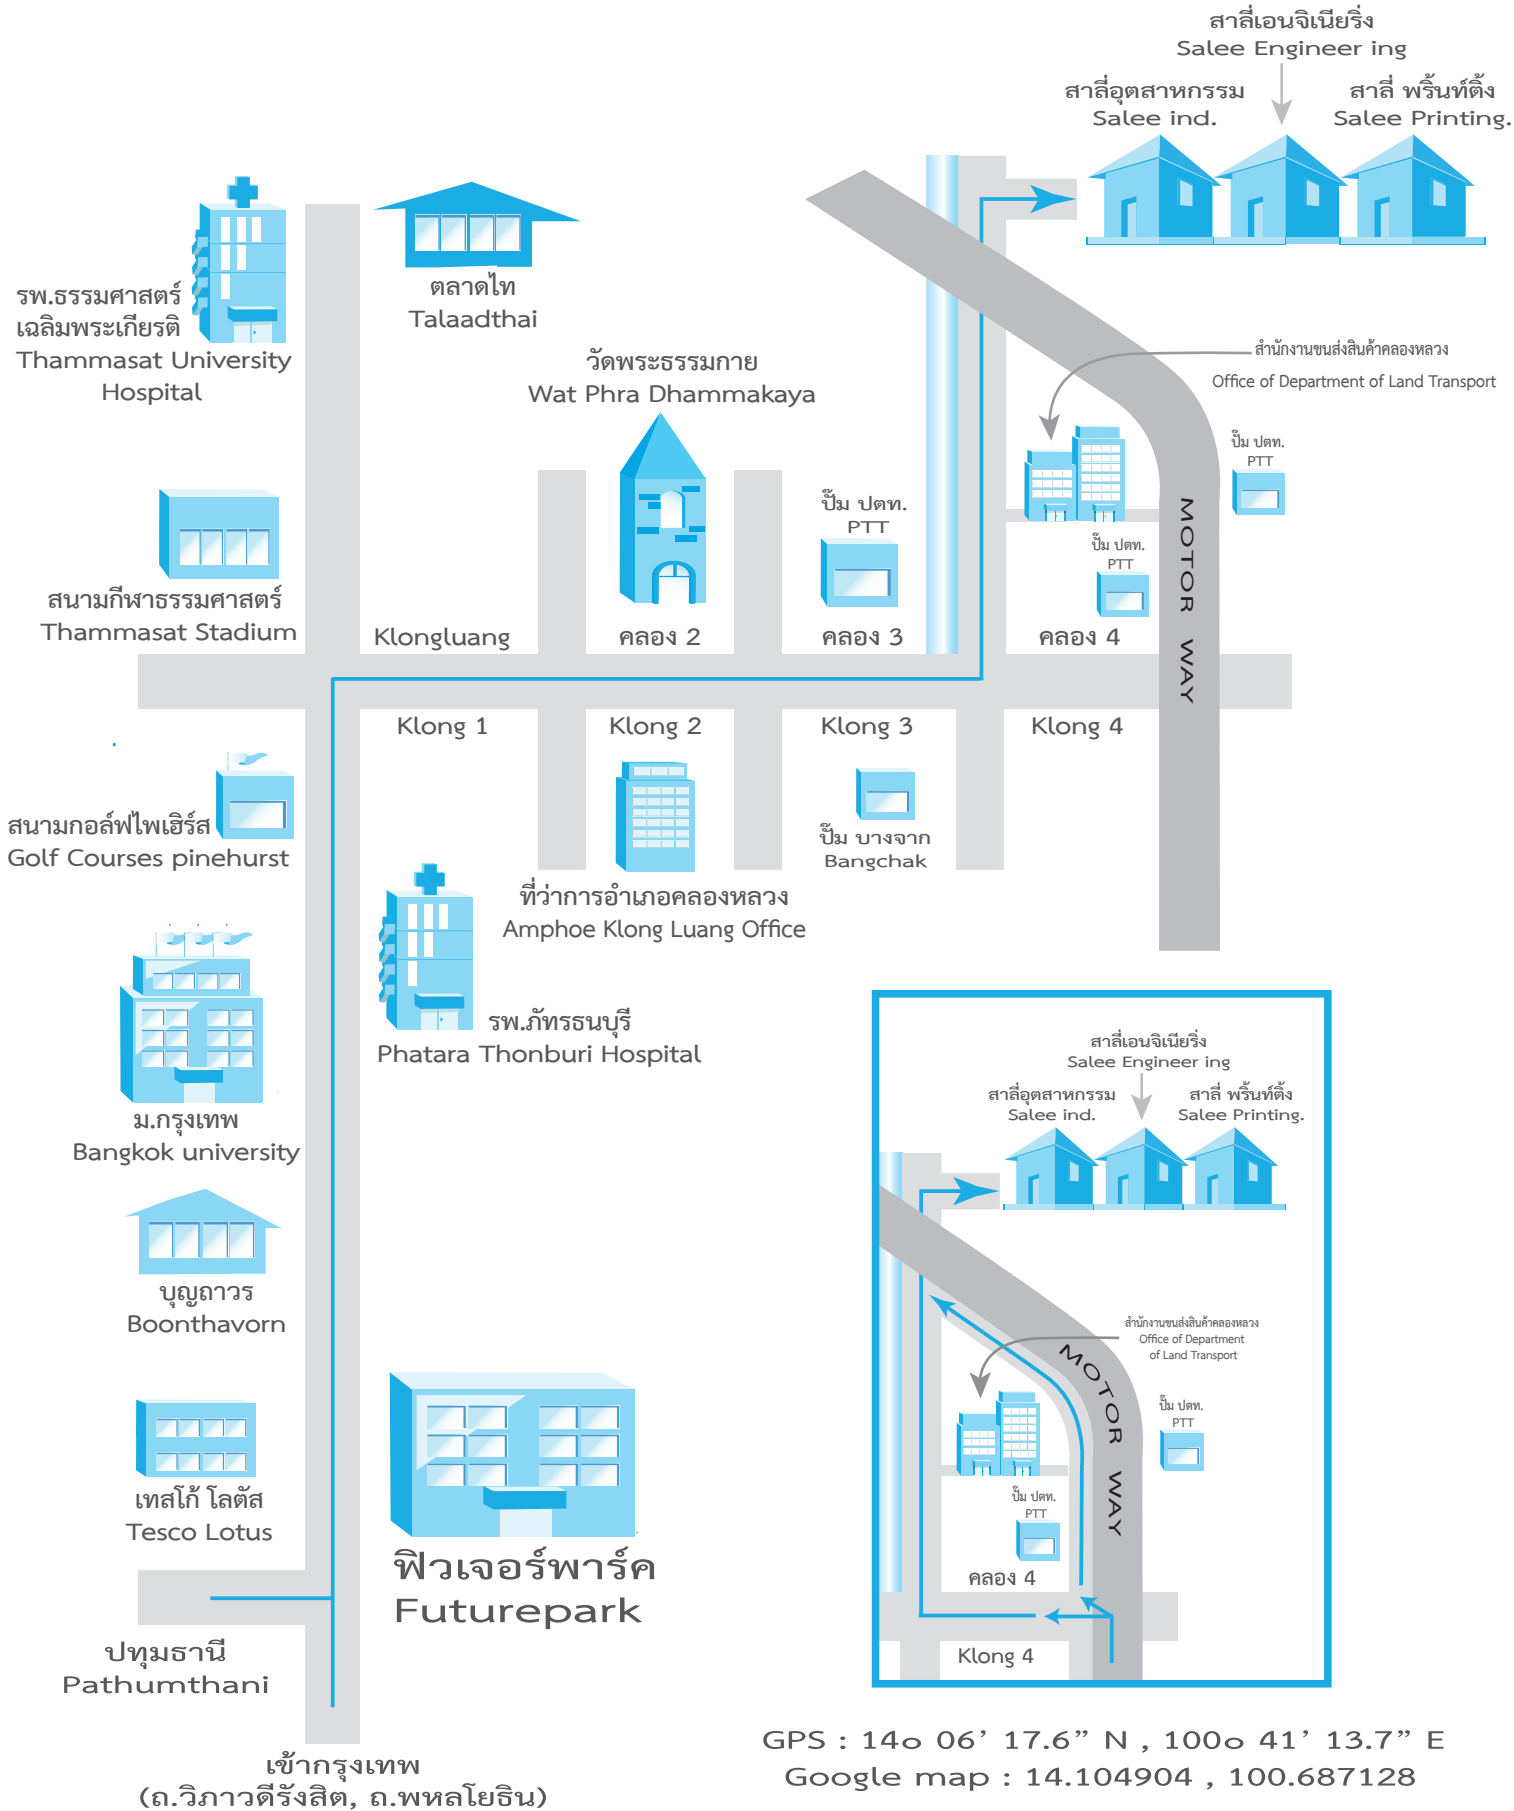 สาลี่เอนจิเนียริ่ง
Salee Engineer ing
สาลี่อุตสาหกรรม
Salee ind.
สาลี่ พริ้นท์ติ้ง
Salee Printing.
รพ.ธรรมศาสตร์
เฉลิมพระเกียรติ
Thammasat University
Hospital
ตลาดไท
Talaadthai
วัดพระธรรมกาย
Wat Phra Dhammakaya
สำนักงานขนส่งสินค้าคลองหลวง
Office of Department of Land Transport
ปั๊ม ปตท.
PTT
ปั๊ม ปตท.
PTT
ปั๊ม ปตท.
PTT
MOTOR WAY
สนามกีฬาธรรมศาสตร์
Thammasat Stadium
Klongluang
คลอง 2
คลอง 3
คลอง 4
Klong 1
Klong 2
Klong 3
Klong 4
สนามกอล์ฟไพเฮิร์ส
Golf Courses pinehurst
ปั๊ม บางจาก
Bangchak
ที่ว่าการอำเภอคลองหลวง
Amphoe Klong Luang Office
รพ.ภัทรธนบุรี
Phatara Thonburi Hospital
ม.กรุงเทพ
Bangkok university
บุญถาวร
Boonthavorn
เทสโก้ โลตัส
Tesco Lotus
ฟิวเจอร์พาร์ค
Futurepark
ปทุมธานี
Pathumthani
เข้ากรุงเทพ
(ถ.วิภาวดีรังสิต, ถ.พหลโยธิน)
สาลี่เอนจิเนียริ่ง
Salee Engineer ing
สาลี่อุตสาหกรรม
Salee ind.
สาลี่ พริ้นท์ติ้ง
Salee Printing.
สำนักงานขนส่งสินค้าคลองหลวง
Office of Department
of Land Transport
MOTOR WAY
ปั๊ม ปตท.
PTT
ปั๊ม ปตท.
PTT
คลอง 4
Klong 4
GPS : 14o 06’ 17.6” N , 100o 41’ 13.7” E
Google map : 14.104904 , 100.687128